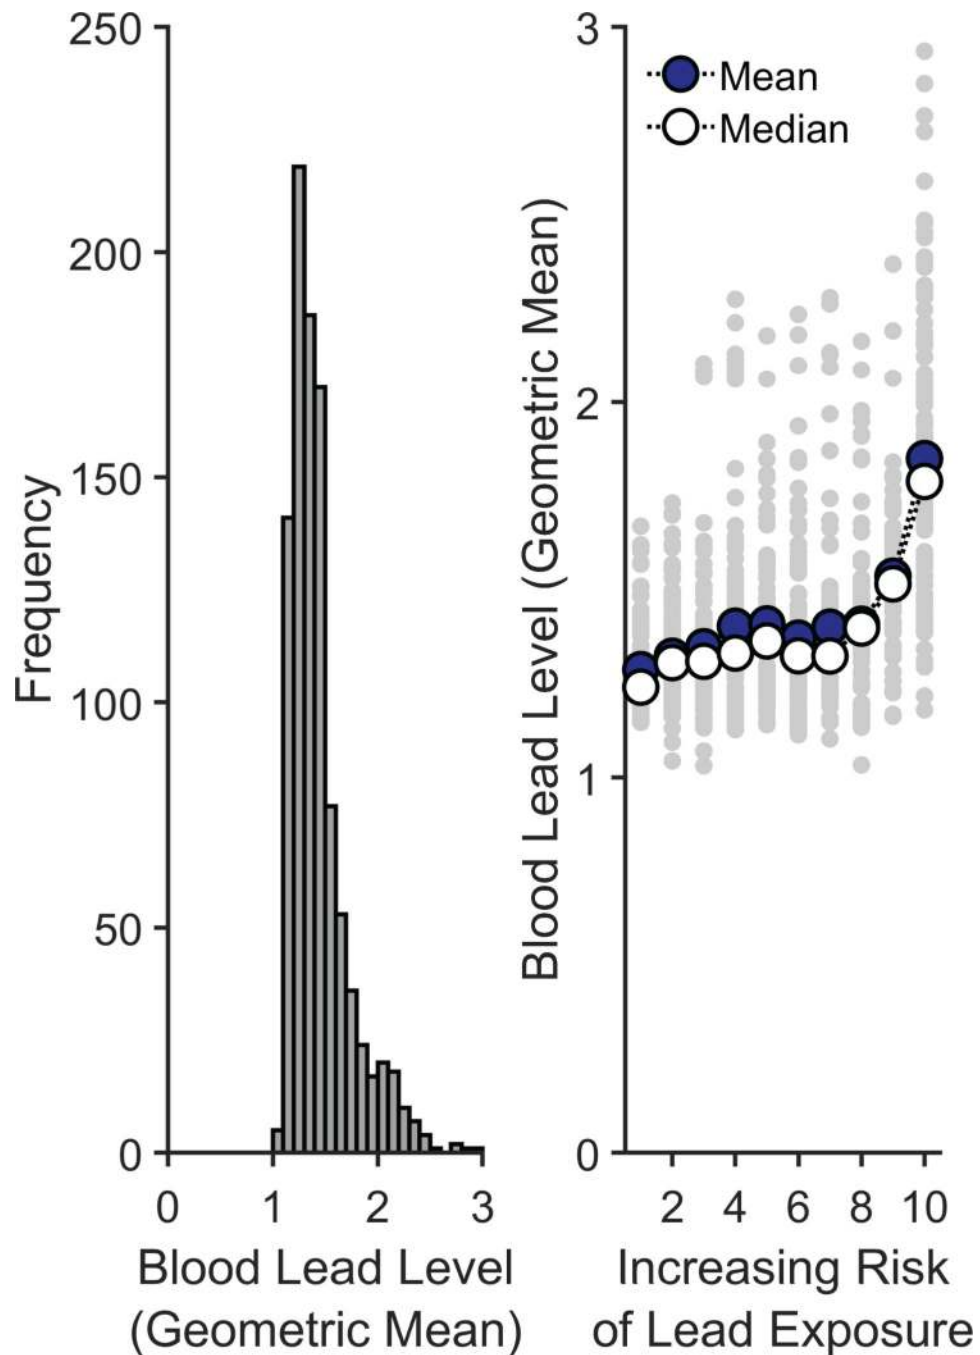 250
200
150
100
50
0
Frequency
0 1 2 3
Blood Lead Level
(Geometric Mean)
3
2
1
0
Blood Lead Level (Geometric Mean)
Mean
Median
2 4 6 8 10
Increasing Risk
of Lead Exposure